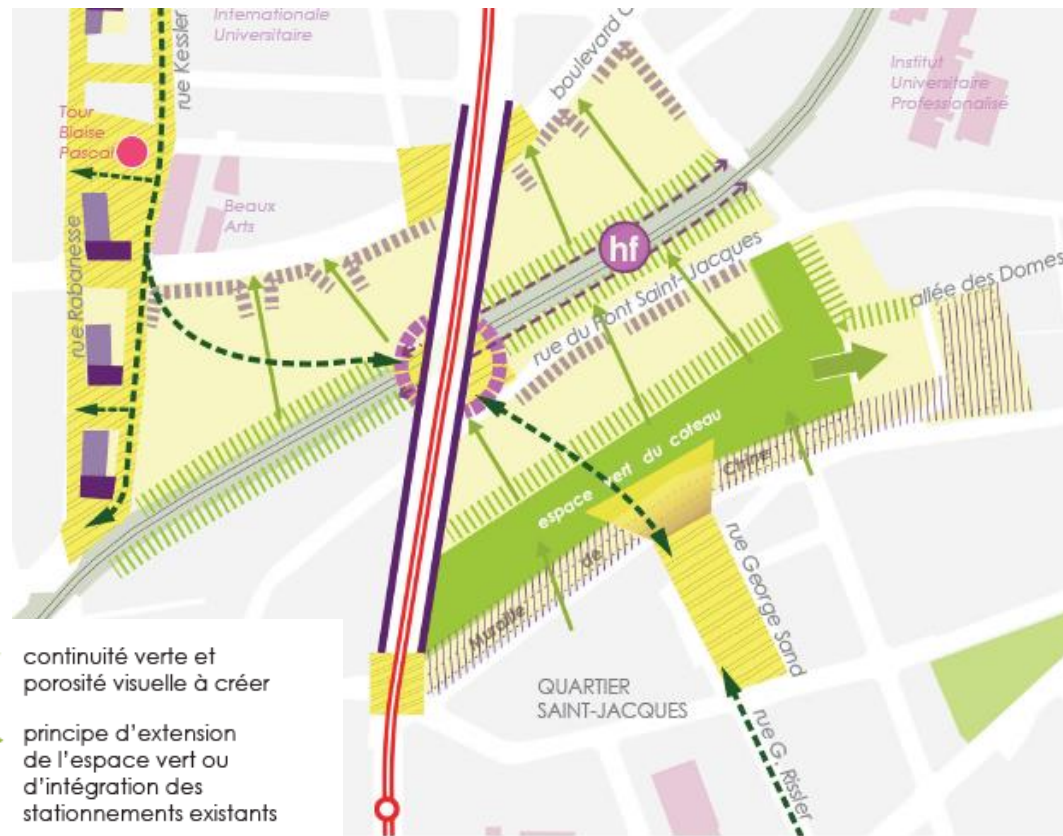 Internationale
Universitaire
rue Kessler
boulevard C
Institut
Universitaire
Professionalisé
Tour
Blaise
Pascal
Beaux
Arts
rue Rabanesse
hf
rue du Pont Saint-Jacques
allée des Domes
espace vert du coteau
Muraille de Chine
rue George Sand
QUARTIER
SAINT-JACQUES
rue G. Rissler
continuité verte et
porosité visuelle à créer
principe d'extension
de l'espace vert ou
d'intégration des
stationnements existants